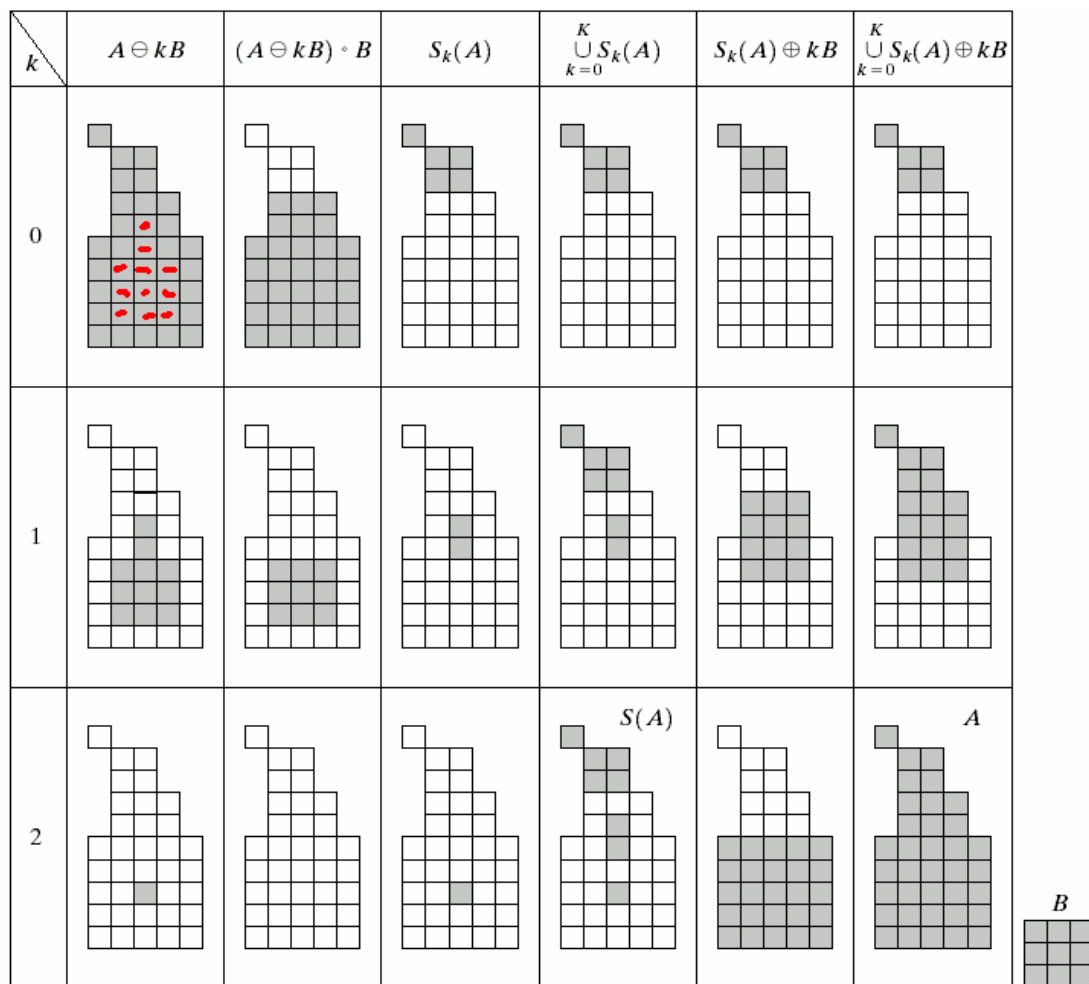 k
A ⊖ kB
(A ⊖ kB) ∘ B
S_k(A)
K ∪ k=0 S_k(A)
S_k(A) ⊕ kB
K ∪ k=0 S_k(A) ⊕ kB
0
1
2
S(A)
A
B